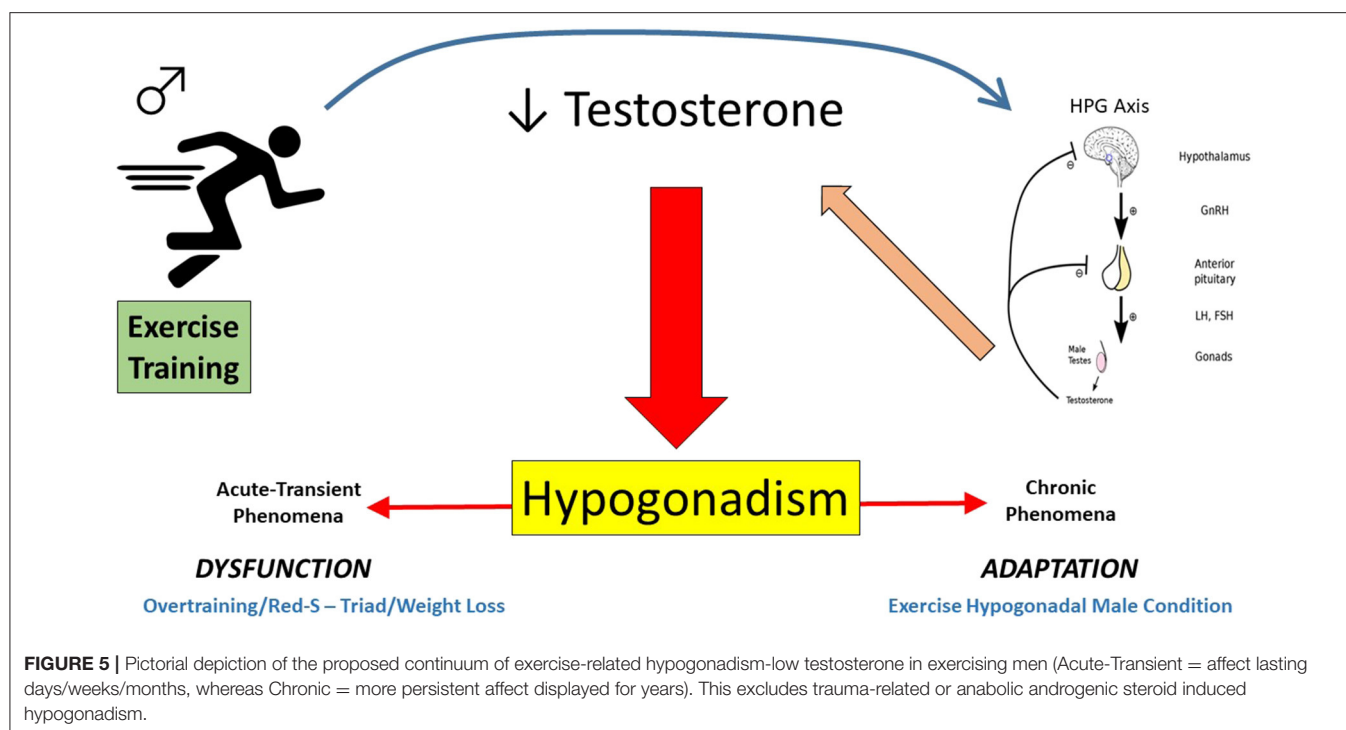 ↓ Testosterone
Exercise
Training
HPG Axis
Hypothalamus
⊖
⊕
GnRH
Anterior
pituitary
⊖
⊕
LH, FSH
Male
Testes
Gonads
Testosterone
Hypogonadism
Acute-Transient
Phenomena
Chronic
Phenomena
DYSFUNCTION
ADAPTATION
Overtraining/Red-S – Triad/Weight Loss
Exercise Hypogonadal Male Condition
FIGURE 5 | Pictorial depiction of the proposed continuum of exercise-related hypogonadism-low testosterone in exercising men (Acute-Transient = affect lasting
days/weeks/months, whereas Chronic = more persistent affect displayed for years). This excludes trauma-related or anabolic androgenic steroid induced
hypogonadism.